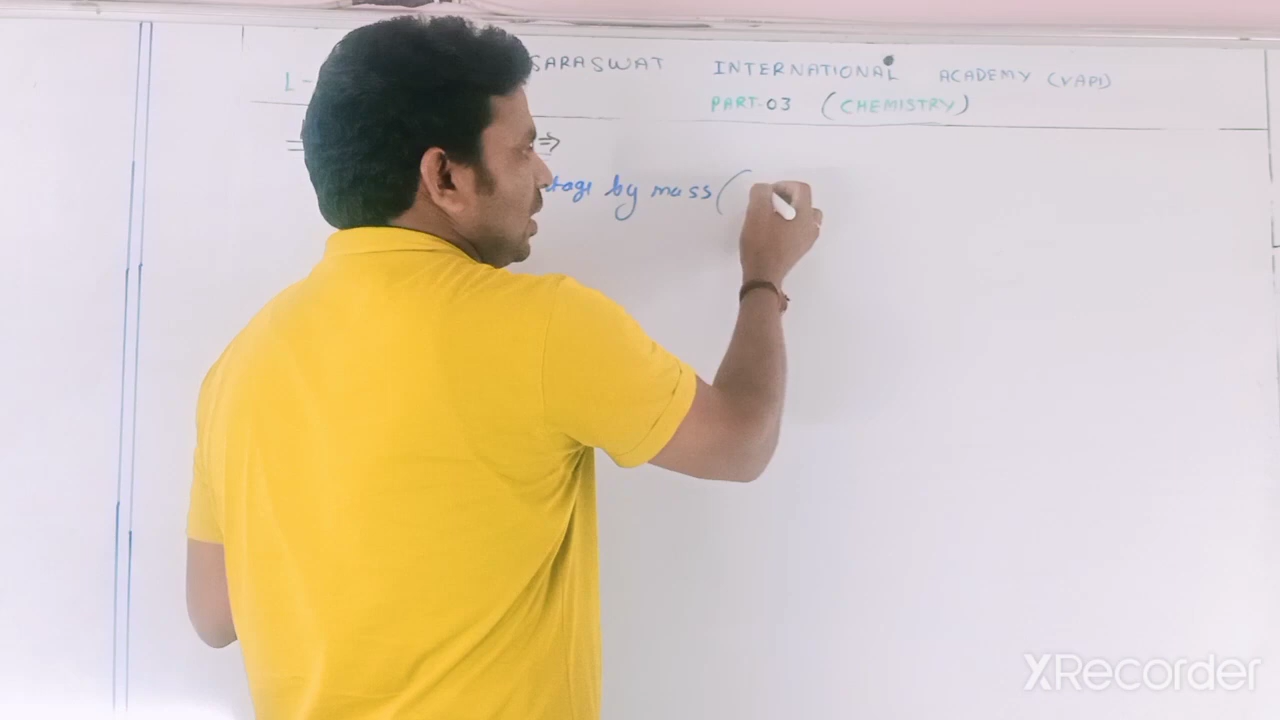 SARASWAT INTERNATIONAL ACADEMY (VAPI)
PART-03 (CHEMISTRY)
⇒
by mass (
XRecorder